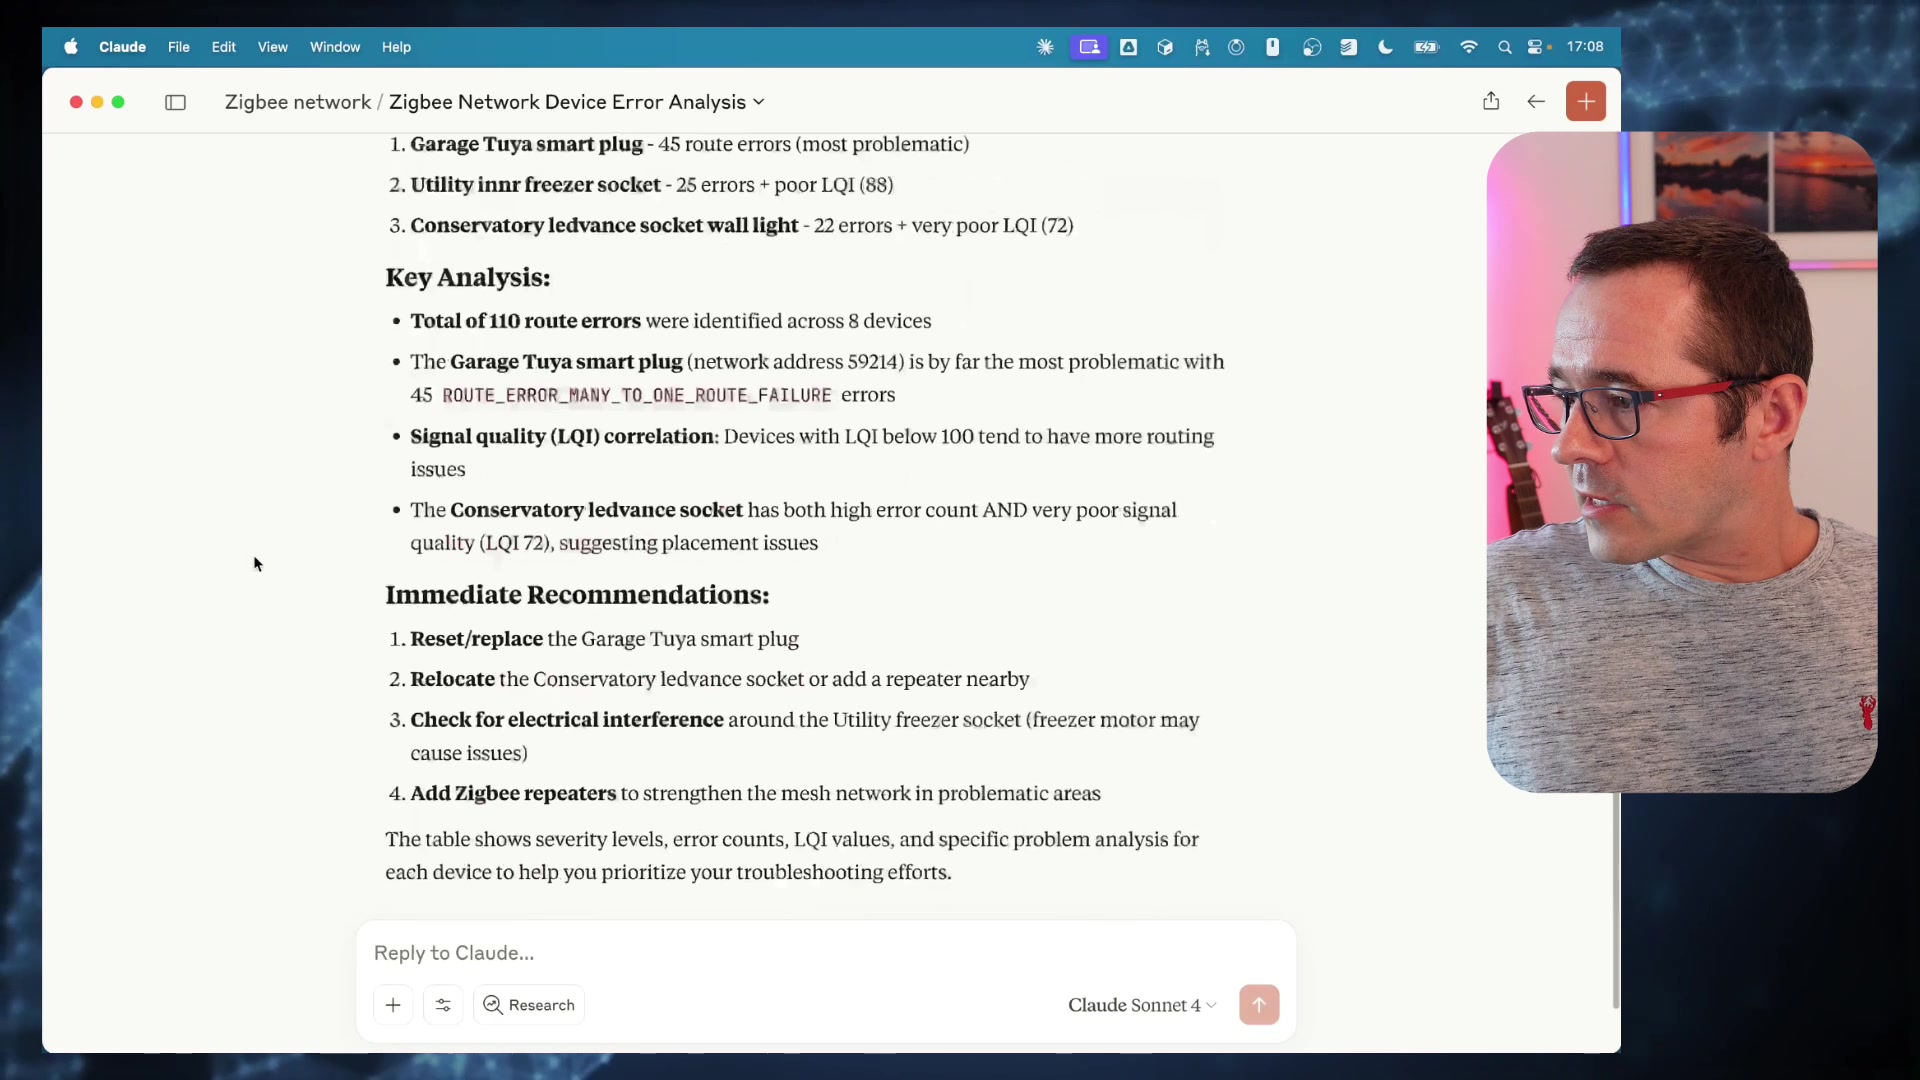 Claude File Edit View Window Help 17:08
Zigbee network / Zigbee Network Device Error Analysis
1. Garage Tuya smart plug - 45 route errors (most problematic)
2. Utility innr freezer socket - 25 errors + poor LQI (88)
3. Conservatory ledvance socket wall light - 22 errors + very poor LQI (72)
Key Analysis:
• Total of 110 route errors were identified across 8 devices
• The Garage Tuya smart plug (network address 59214) is by far the most problematic with
45 ROUTE_ERROR_MANY_TO_ONE_ROUTE_FAILURE errors
• Signal quality (LQI) correlation: Devices with LQI below 100 tend to have more routing
issues
• The Conservatory ledvance socket has both high error count AND very poor signal
quality (LQI 72), suggesting placement issues
Immediate Recommendations:
1. Reset/replace the Garage Tuya smart plug
2. Relocate the Conservatory ledvance socket or add a repeater nearby
3. Check for electrical interference around the Utility freezer socket (freezer motor may
cause issues)
4. Add Zigbee repeaters to strengthen the mesh network in problematic areas
The table shows severity levels, error counts, LQI values, and specific problem analysis for
each device to help you prioritize your troubleshooting efforts.
Reply to Claude...
Research Claude Sonnet 4